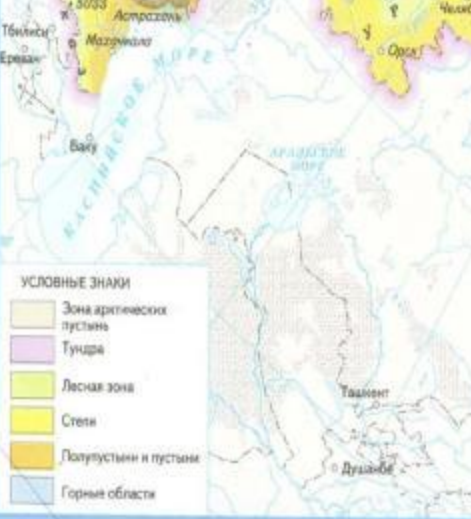 Астрахань
Тбилиси
Махачкала
Ереван
Орск
Баку
КАСПИЙСКОЕ МОРЕ
АРАЛЬСКОЕ
МОРЕ
УСЛОВНЫЕ ЗНАКИ
Зона арктических
пустынь
Тундра
Лесная зона
Степи
Полупустыни и пустыни
Горные области
Ташкент
Душанбе